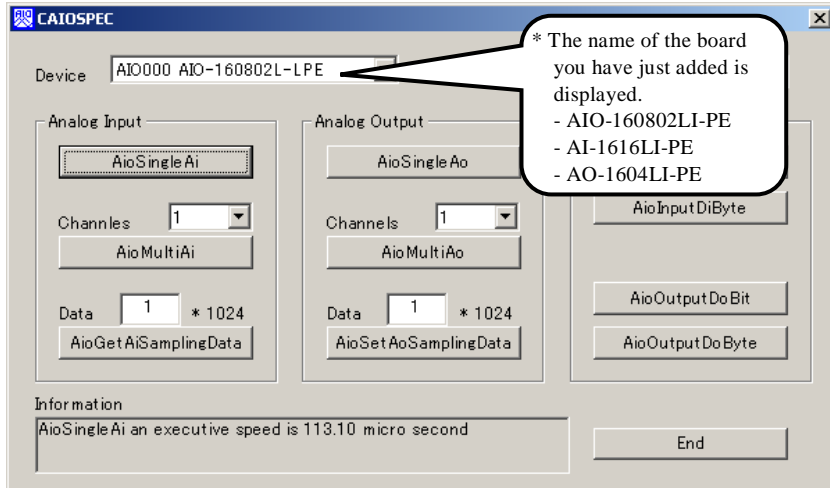 AIO
CAIOSPEC
Device AIO000 AIO-160802L-LPE
* The name of the board
you have just added is
displayed.
- AIO-160802LI-PE
- AI-1616LI-PE
- AO-1604LI-PE
Analog Input
AioSingleAi
Channles 1
AioMultiAi
Data 1 * 1024
AioGetAiSamplingData
Analog Output
AioSingleAo
Channels 1
AioMultiAo
Data 1 * 1024
AioSetAoSamplingData
AioInputDiByte
AioOutputDoBit
AioOutputDoByte
Information
AioSingleAi an executive speed is 113.10 micro second
End